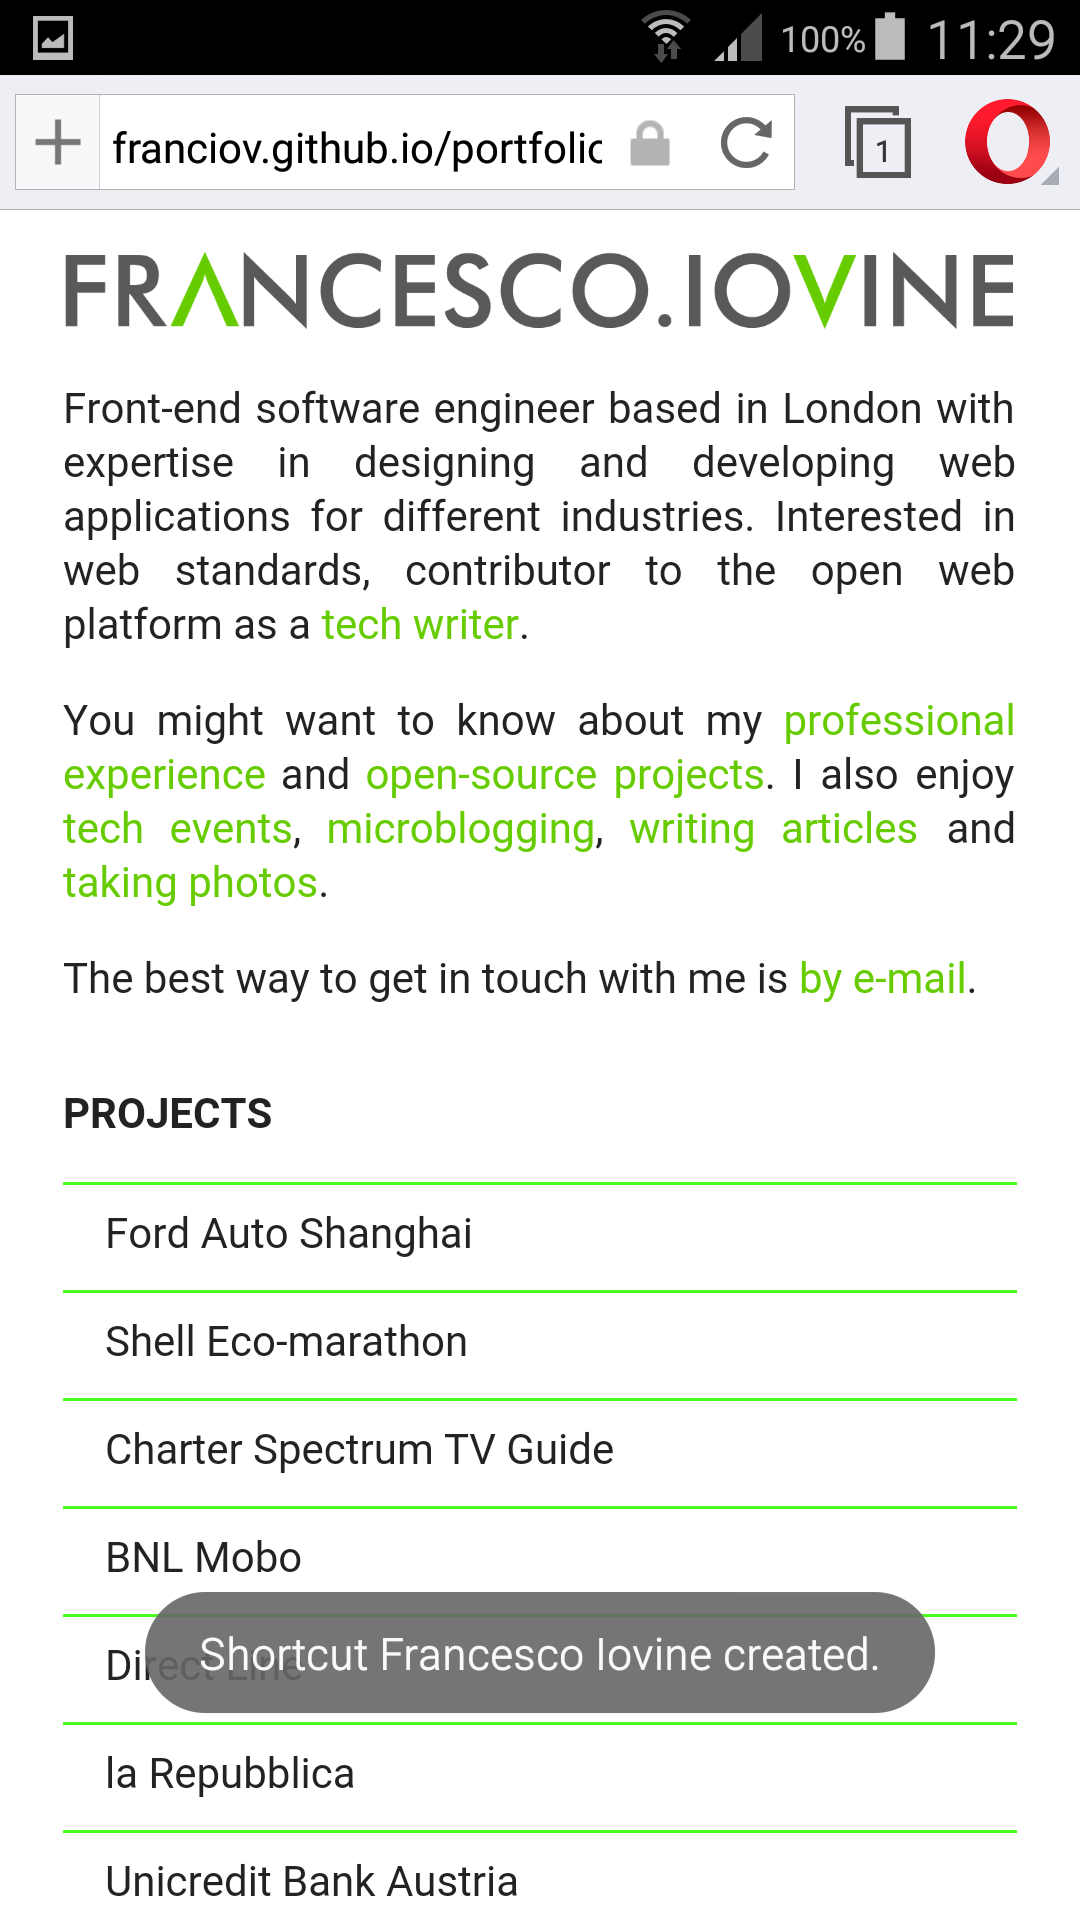 100% 11:29
franciov.github.io/portfolio
1
FRANCESCO.IOVINE
Front-end software engineer based in London with
expertise in designing and developing web
applications for different industries. Interested in
web standards, contributor to the open web
platform as a tech writer.
You might want to know about my professional
experience and open-source projects. I also enjoy
tech events, microblogging, writing articles and
taking photos.
The best way to get in touch with me is by e-mail.
PROJECTS
Ford Auto Shanghai
Shell Eco-marathon
Charter Spectrum TV Guide
BNL Mobo
Direct Line
Shortcut Francesco Iovine created.
la Repubblica
Unicredit Bank Austria